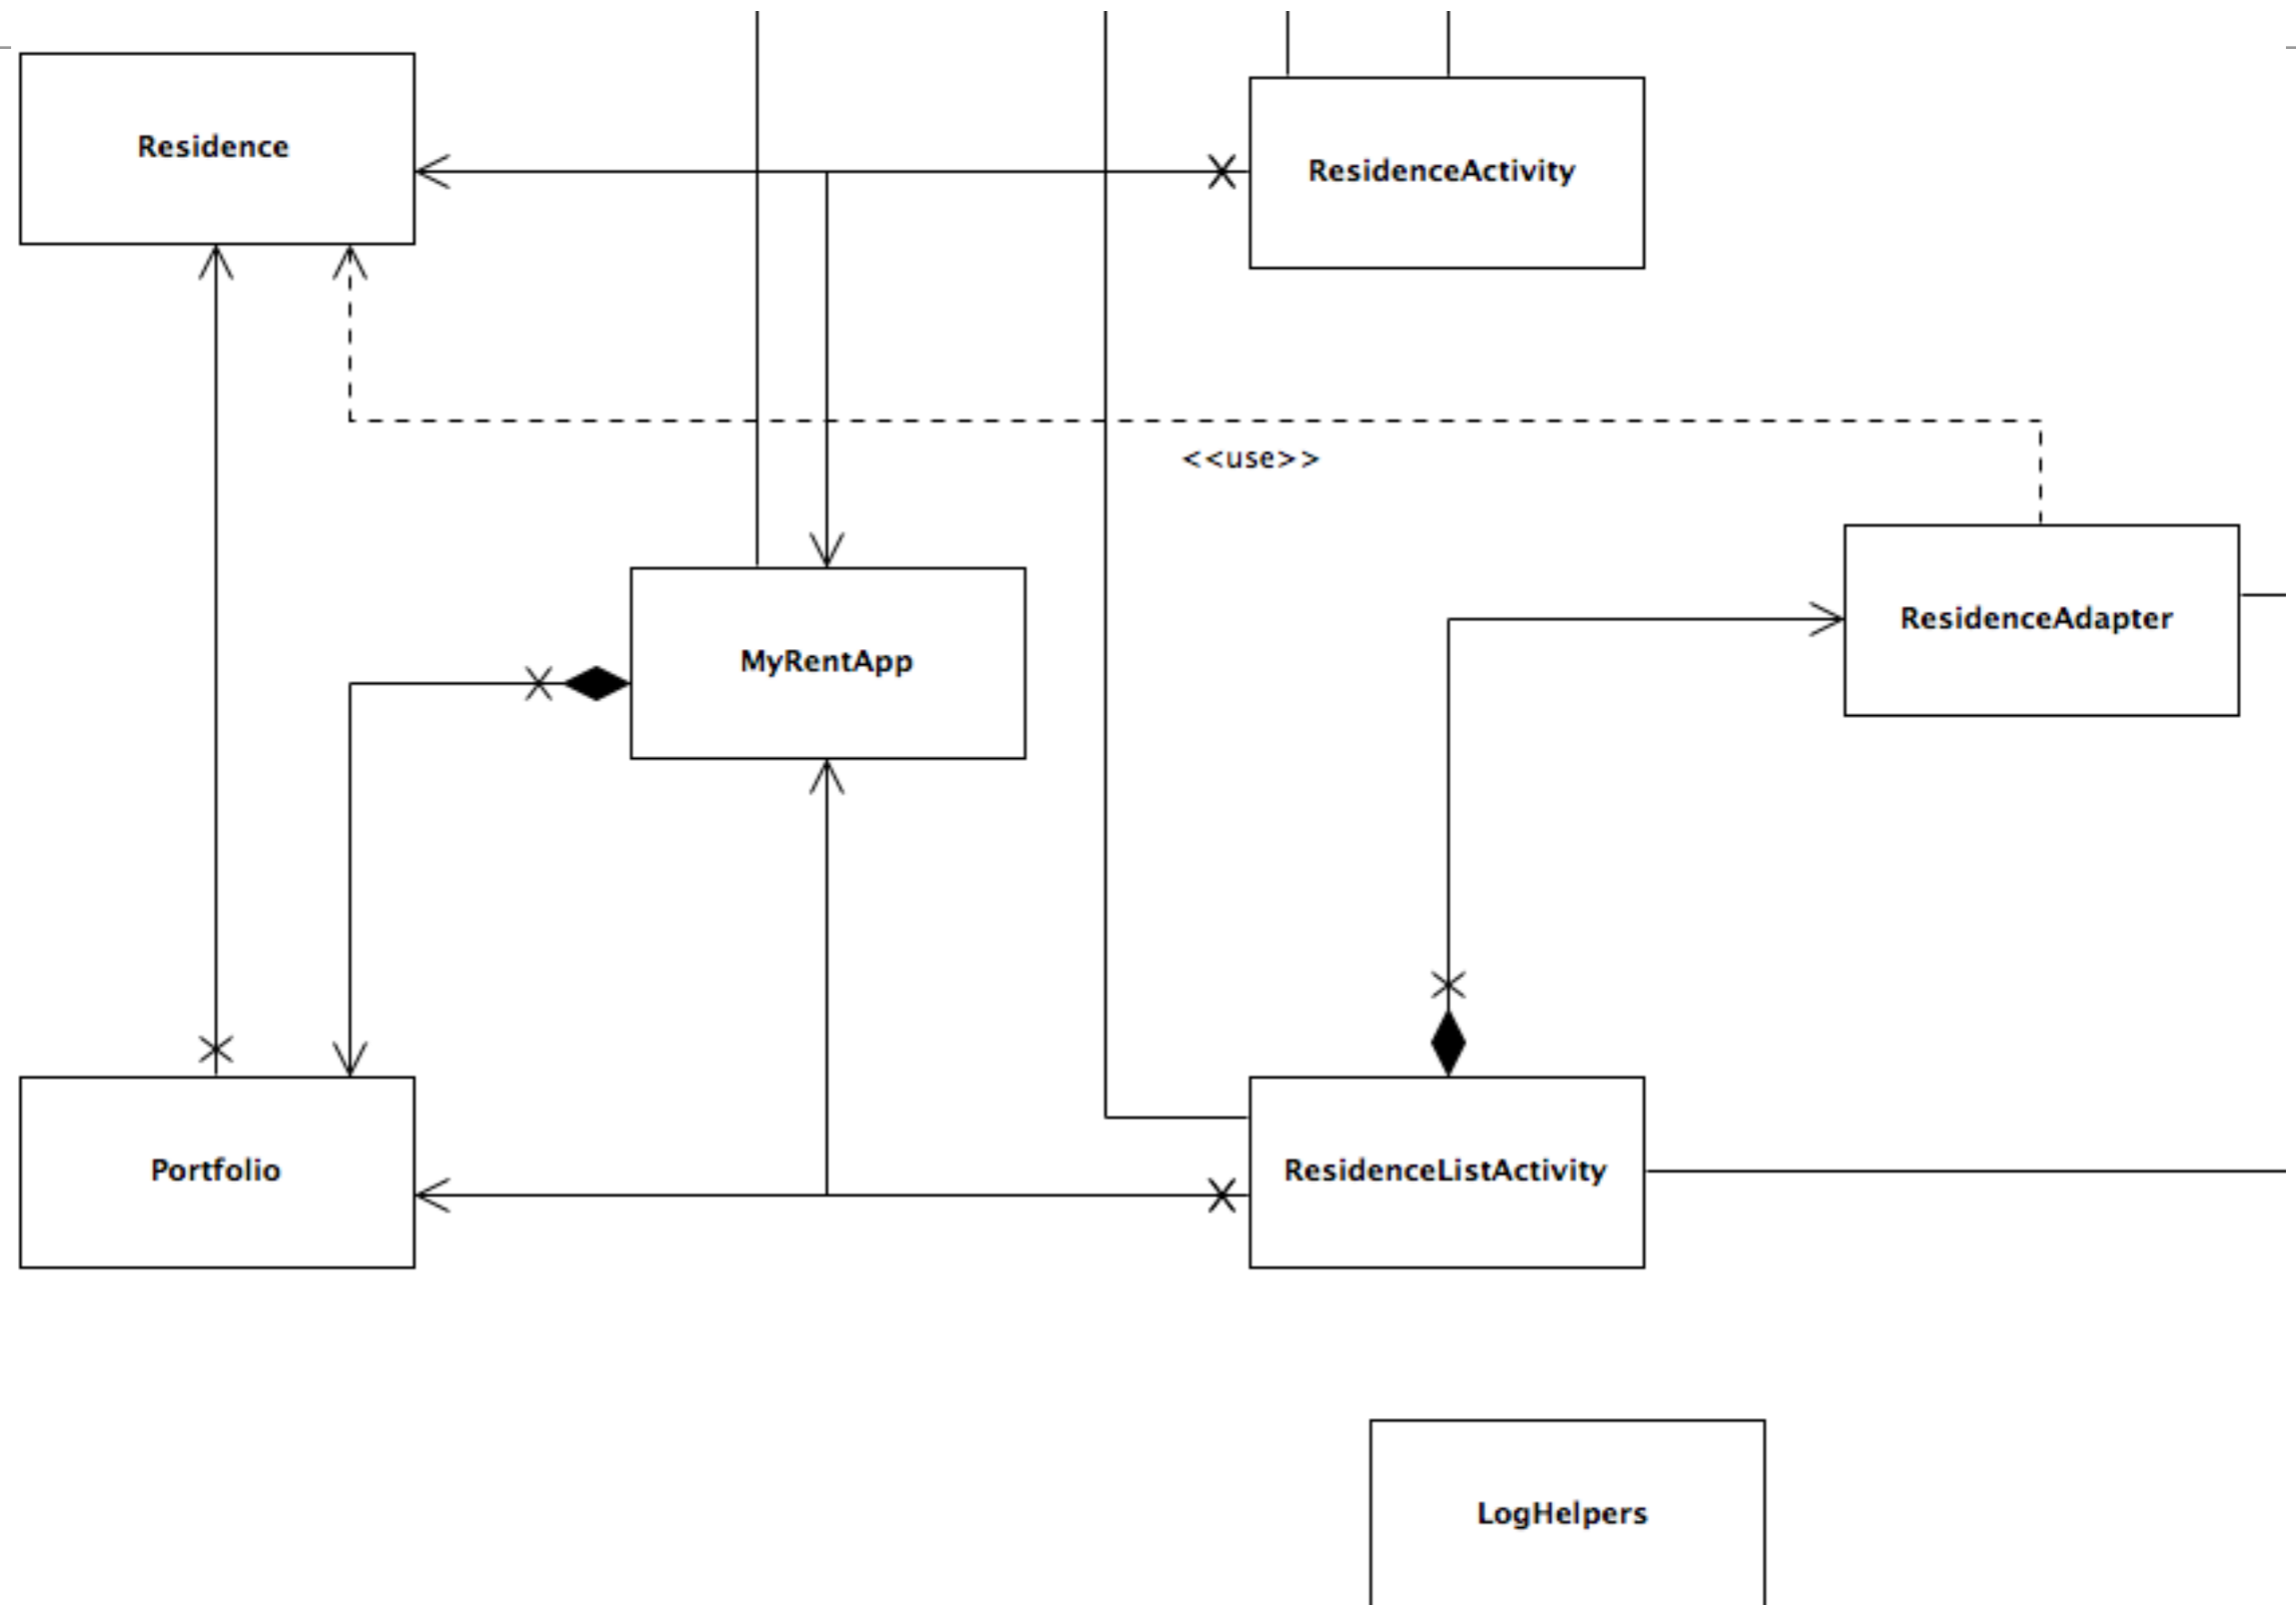 Residence
ResidenceActivity
<<use>>
ResidenceAdapter
MyRentApp
Portfolio
ResidenceListActivity
LogHelpers